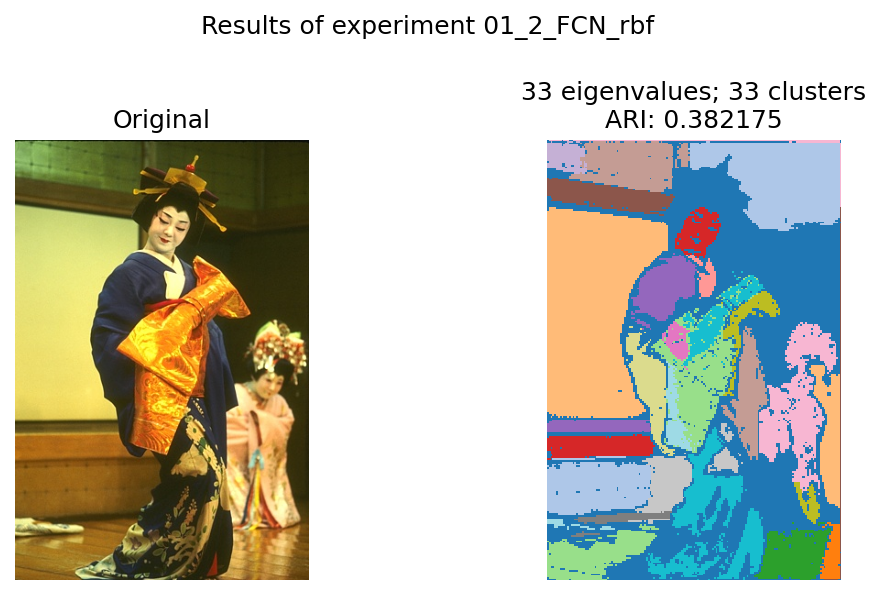 Results of experiment 01_2_FCN_rbf
Original
33 eigenvalues; 33 clusters
ARI: 0.382175